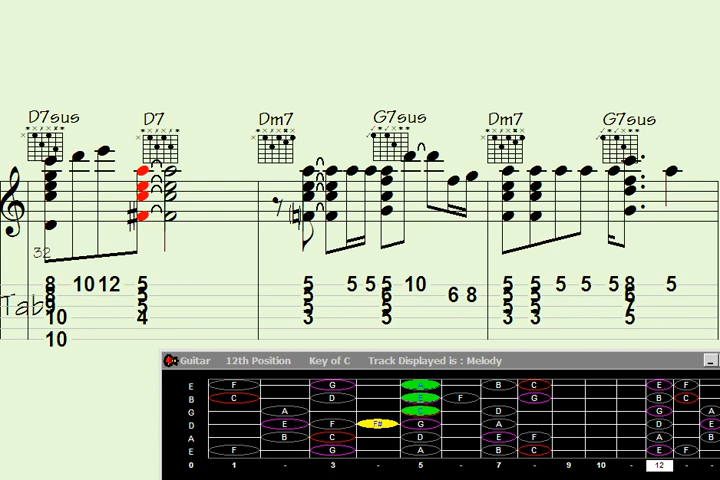 D7sus D7 Dm7 G7sus Dm7 G7sus
32
8 10 12 5 5 5 5 5 10 5 5 5 5 5 8 5
8 5 5 6 6 8 5 5 6
9 5 5 5 5 5 7
10 4 3 5 3 3 5
10
Tab
Guitar 12th Position Key of C Track Displayed is : Melody
E F G A B C E F
B C D E F G B C
G A D G A
D E F F# G A D E
A B C D E F A B
E F G A B C E F
0 1 - 3 - 5 - 7 - 9 10 - 12 - -